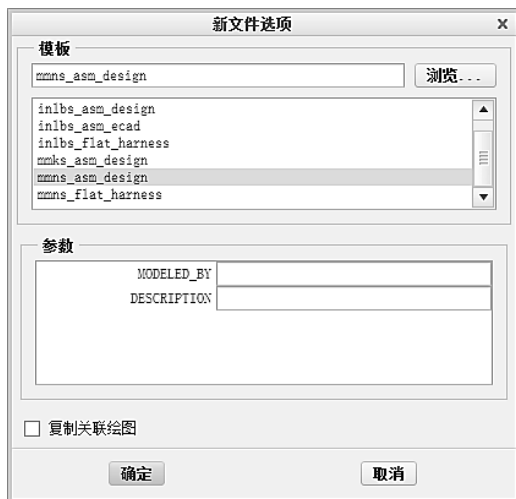 新文件选项
x
模板
mmns_asm_design
浏览...
inlbs_asm_design
inlbs_asm_ecad
inlbs_flat_harness
mmks_asm_design
mmns_asm_design
mmns_flat_harness
参数
MODELED_BY
DESCRIPTION
复制关联绘图
确定
取消